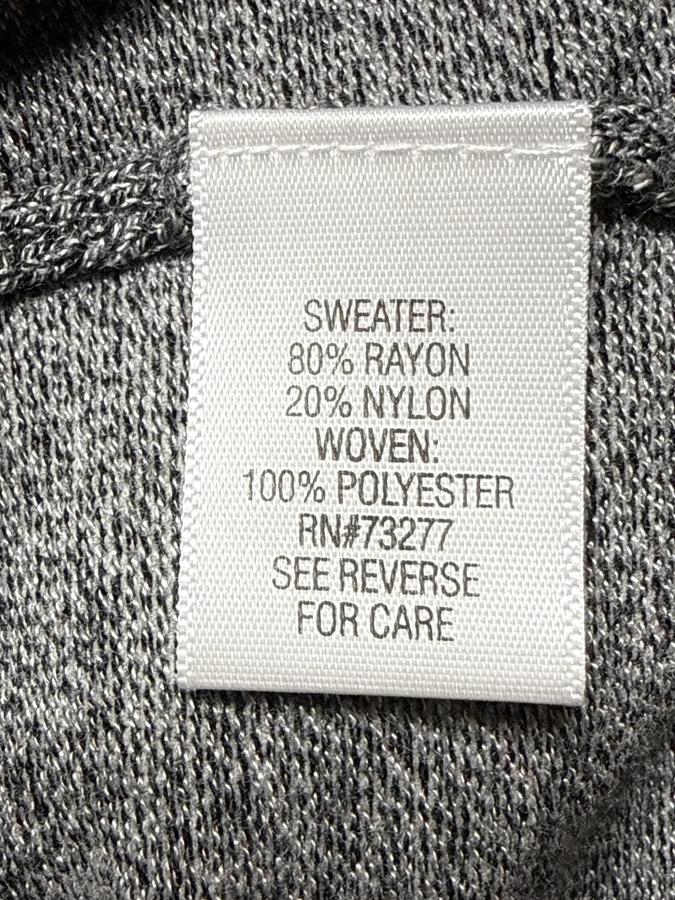 SWEATER:
80% RAYON
20% NYLON
WOVEN:
100% POLYESTER
RN#73277
SEE REVERSE
FOR CARE